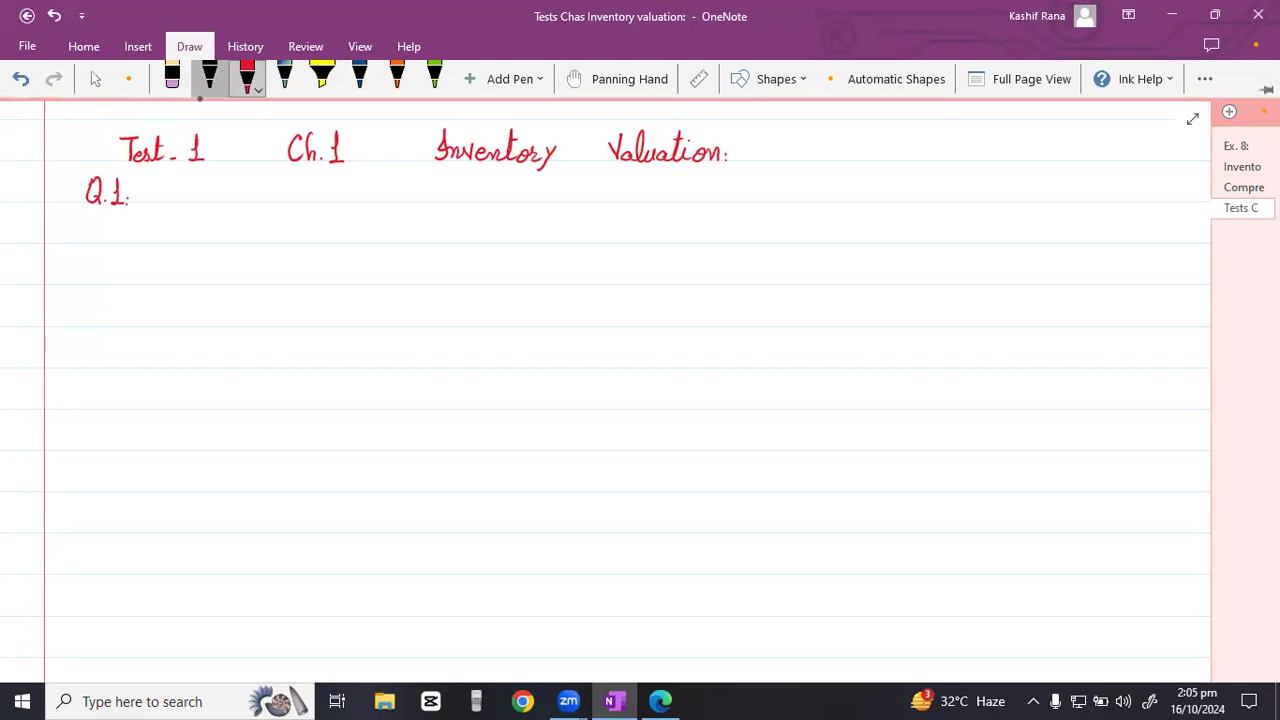 Tests Chas Inventory valuation: - OneNote
Kashif Rana
File Home Insert Draw History Review View Help
Add Pen Panning Hand Shapes Automatic Shapes Full Page View Ink Help
Test - 1 Ch. 1 Inventory Valuation:
Q.1:
Ex. 8:
Invento
Compre
Tests C
Type here to search
3
32°C Haze
2:05 pm
16/10/2024